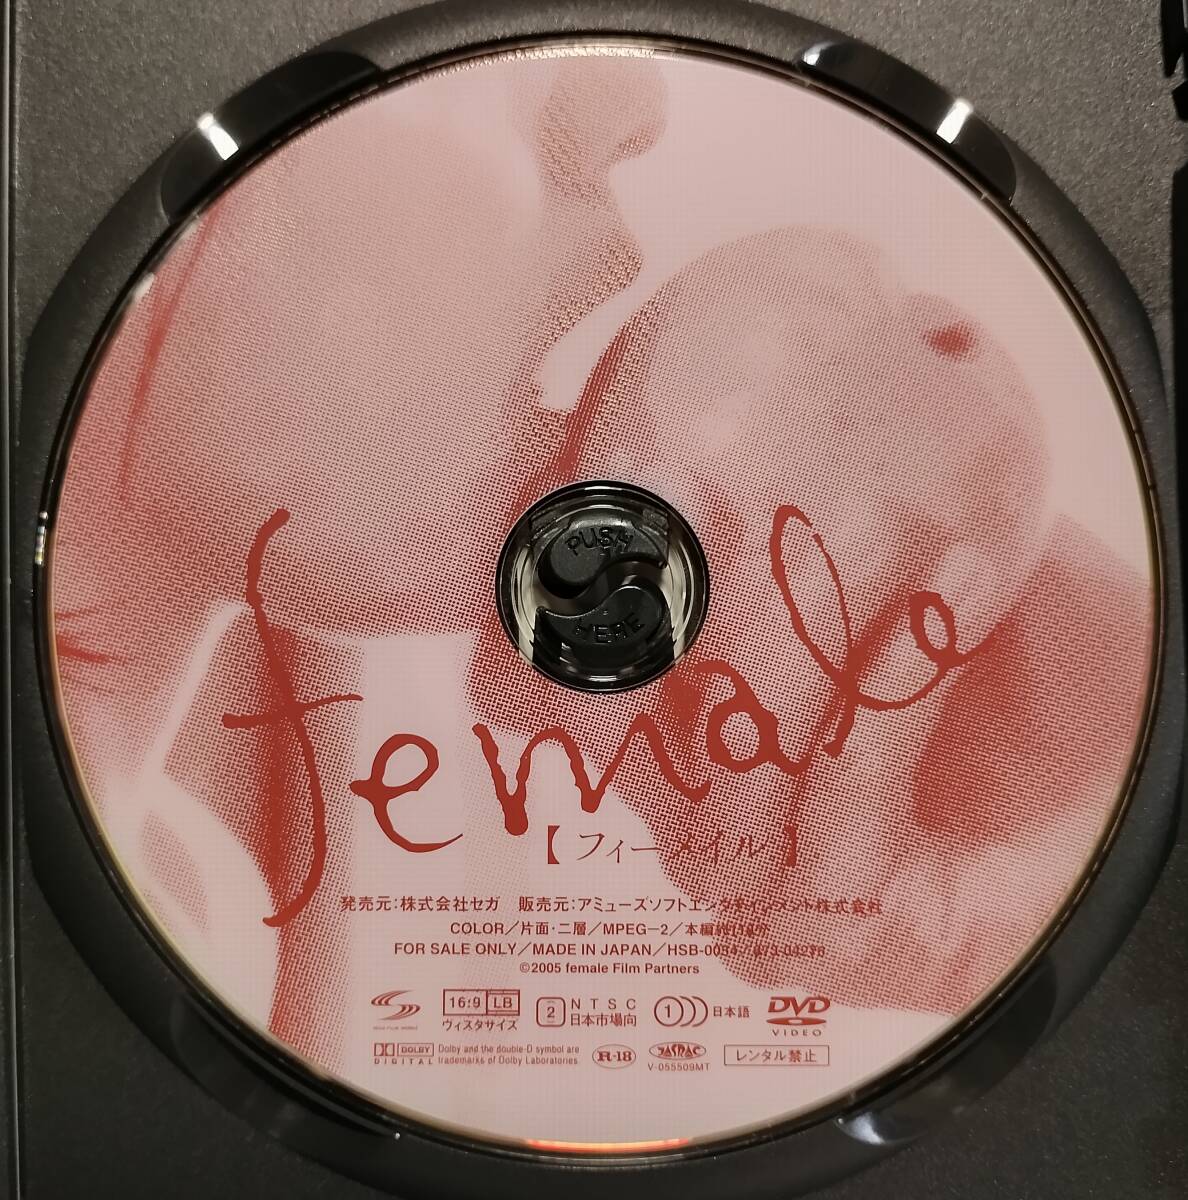 PUSH
HERE
female
【フィーメイル】
発売元:株式会社セガ 販売元:アミューズソフトエンタテインメント株式会社
COLOR/片面・二層/MPEG-2/本編約118分
FOR SALE ONLY/MADE IN JAPAN/HSB-0034
©2005 female Film Partners
16:9 LB
ヴィスタサイズ
2
NTSC
日本市場向
1
日本語
DVD
VIDEO
DOLBY
DIGITAL
Dolby and the double-D symbol are
trademarks of Dolby Laboratories.
R-18
JASRAC
V-055509MT
レンタル禁止